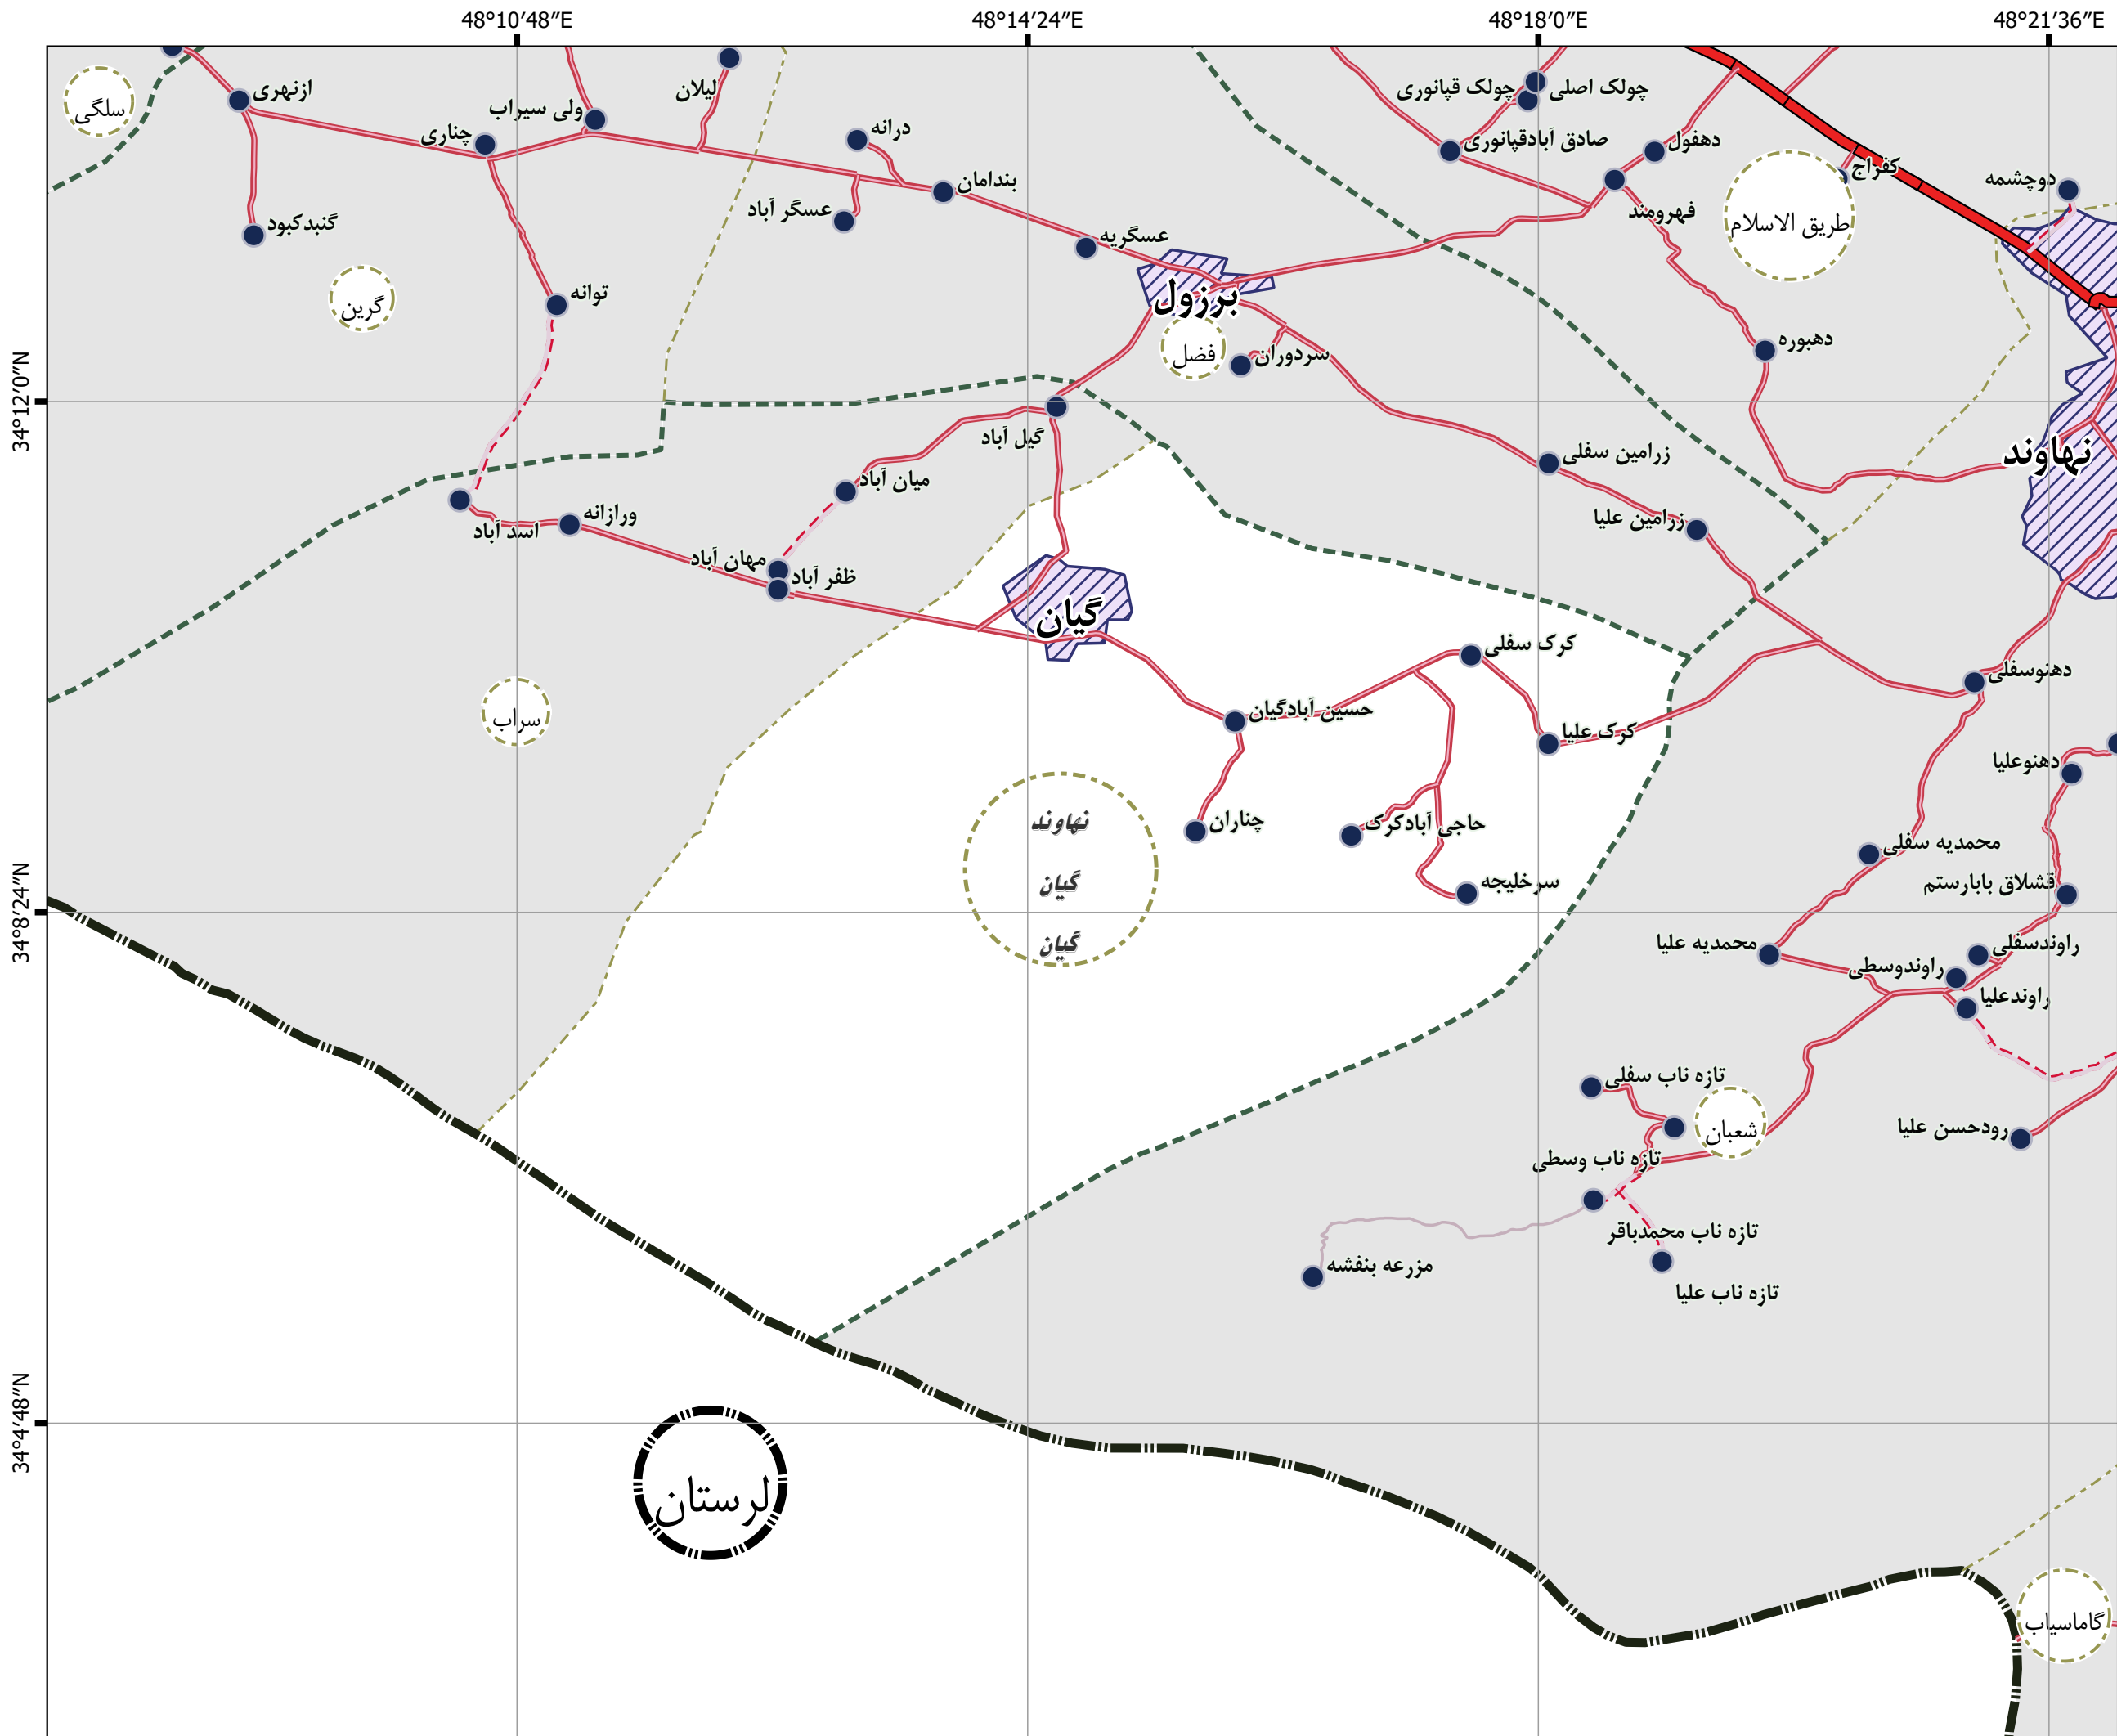 48°10′48″E
48°14′24″E
48°18′0″E
48°21′36″E
34°12′0″N
34°8′24″N
34°4′48″N
سلگی
ازنهری
گنبدکبود
چناری
ولی سیراب
لیلان
درانه
بندامان
عسگر آباد
عسگریه
برزول
فضل
سردوران
چولک قپانوری
چولک اصلی
صادق آبادقپانوری
دهفول
فهرومند
طریق الاسلام
کفراج
دوچشمه
دهبوره
نهاوند
گرین
توانه
گیل آباد
میان آباد
اسد آباد
ورازانه
مهان آباد
ظفر آباد
گیان
زرامین سفلی
زرامین علیا
کرک سفلی
کرک علیا
حسین آبادگیان
دهنوسفلی
دهنوعلیا
سراب
نهاوند
گیان
گیان
چناران
حاجی آبادکرک
سرخلیجه
محمدیه سفلی
قشلاق بابارستم
محمدیه علیا
راوندسفلی
راوندوسطی
راوندعلیا
تازه ناب سفلی
شعبان
رودحسن علیا
تازه ناب وسطی
تازه ناب محمدباقر
مزرعه بنفشه
تازه ناب علیا
لرستان
گاماسیاب